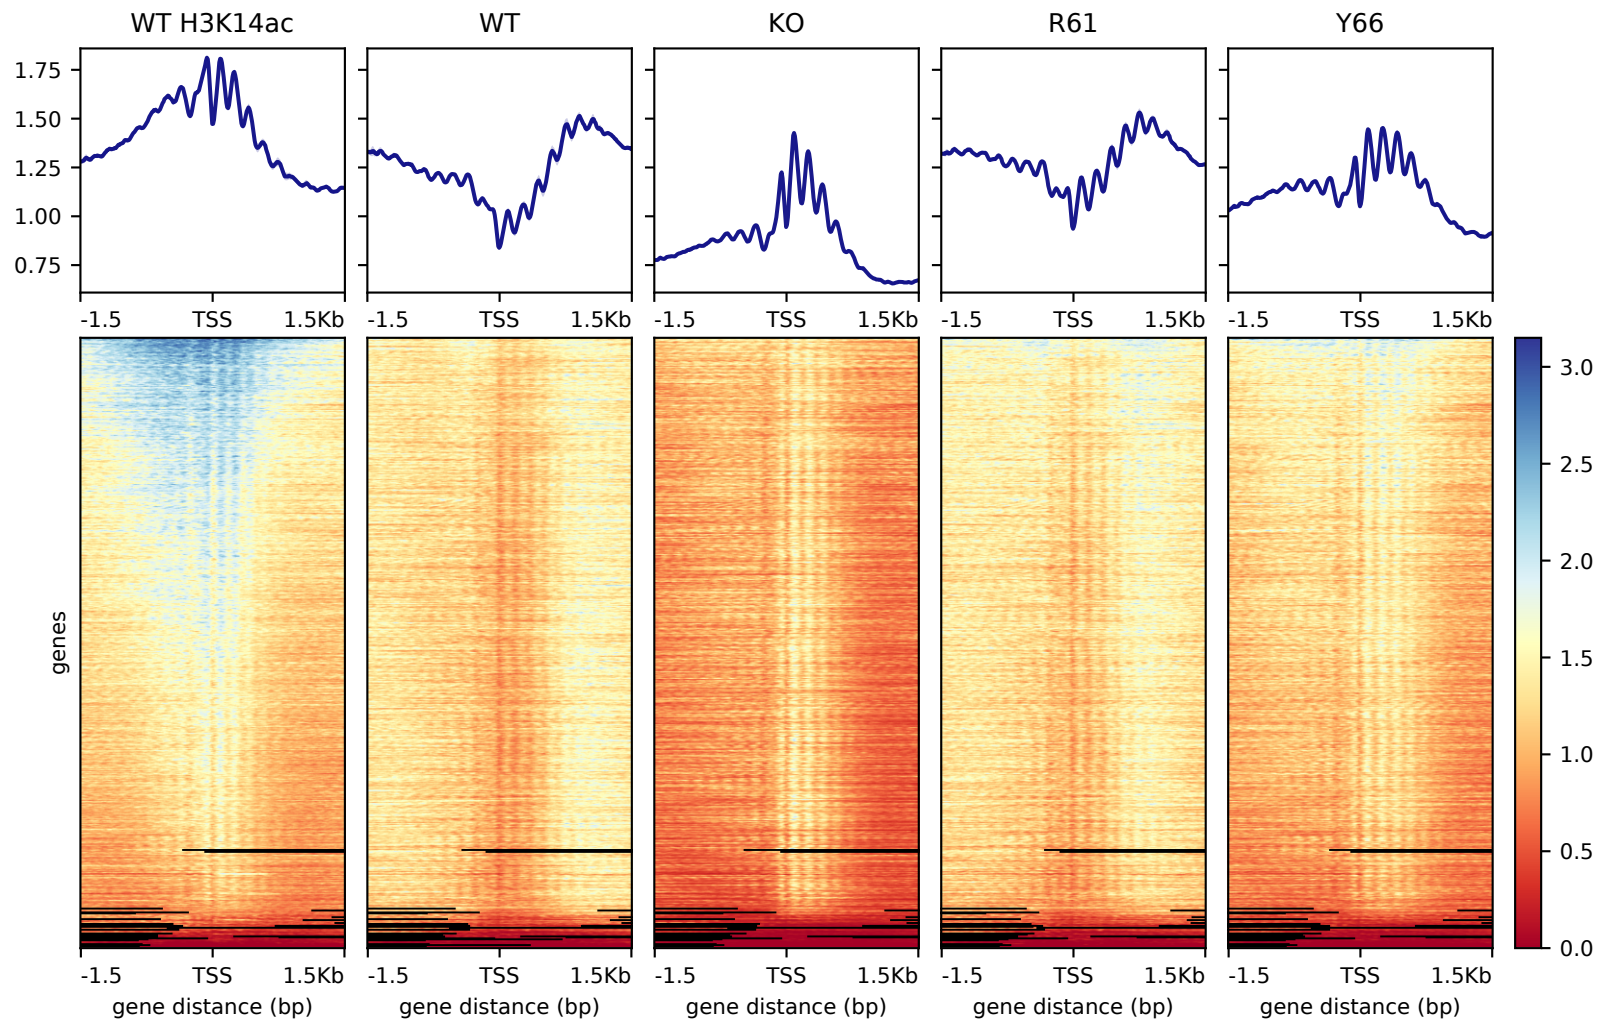 WT H3K14ac WT KO R61 Y66
1.75
1.50
1.25
1.00
0.75
-1.5 TSS 1.5Kb -1.5 TSS 1.5Kb -1.5 TSS 1.5Kb -1.5 TSS 1.5Kb -1.5 TSS 1.5Kb
genes
3.0
2.5
2.0
1.5
1.0
0.5
0.0
-1.5 TSS 1.5Kb -1.5 TSS 1.5Kb -1.5 TSS 1.5Kb -1.5 TSS 1.5Kb -1.5 TSS 1.5Kb
gene distance (bp) gene distance (bp) gene distance (bp) gene distance (bp) gene distance (bp)